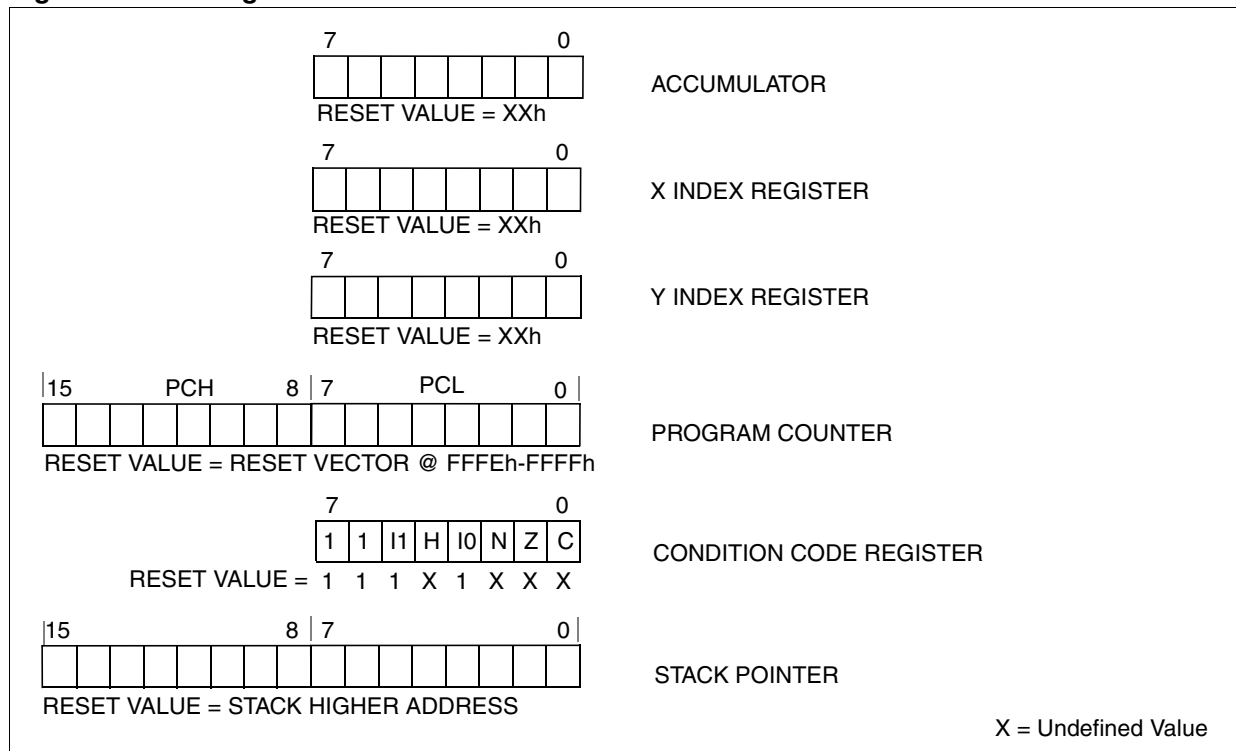 7 0
ACCUMULATOR
RESET VALUE = XXh
7 0
X INDEX REGISTER
RESET VALUE = XXh
7 0
Y INDEX REGISTER
RESET VALUE = XXh
15 PCH 8 7 PCL 0
PROGRAM COUNTER
RESET VALUE = RESET VECTOR @ FFFEh-FFFFh
7 0
1 1 I1 H I0 N Z C
CONDITION CODE REGISTER
RESET VALUE = 1 1 1 X 1 X X X
15 8 7 0
STACK POINTER
RESET VALUE = STACK HIGHER ADDRESS
X = Undefined Value